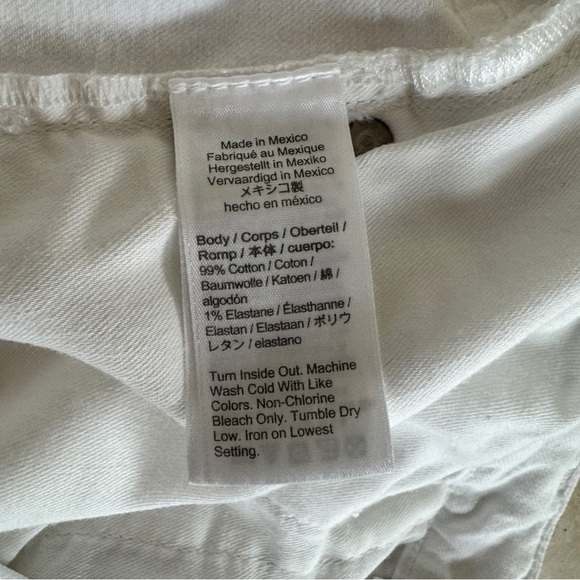 Made in Mexico
Fabriqué au Mexique
Hergestellt in Mexiko
Vervaardigd in Mexico
メキシコ製
hecho en méxico
Body / Corps / Oberteil /
Romp / 本体 / cuerpo:
99% Cotton / Coton /
Baumwolle / Katoen / 綿 /
algodón
1% Elastane / Élasthanne /
Elastan / Elastaan / ポリウ
レタン / elastano
Turn Inside Out. Machine
Wash Cold With Like
Colors. Non-Chlorine
Bleach Only. Tumble Dry
Low. Iron on Lowest
Setting.